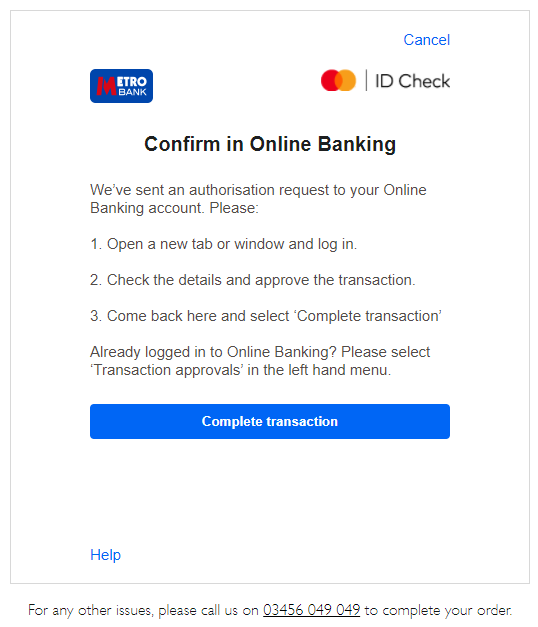 Cancel
METRO
BANK
ID Check
Confirm in Online Banking
We’ve sent an authorisation request to your Online
Banking account. Please:
1. Open a new tab or window and log in.
2. Check the details and approve the transaction.
3. Come back here and select ‘Complete transaction’
Already logged in to Online Banking? Please select
‘Transaction approvals’ in the left hand menu.
Complete transaction
Help
For any other issues, please call us on 03456 049 049 to complete your order.